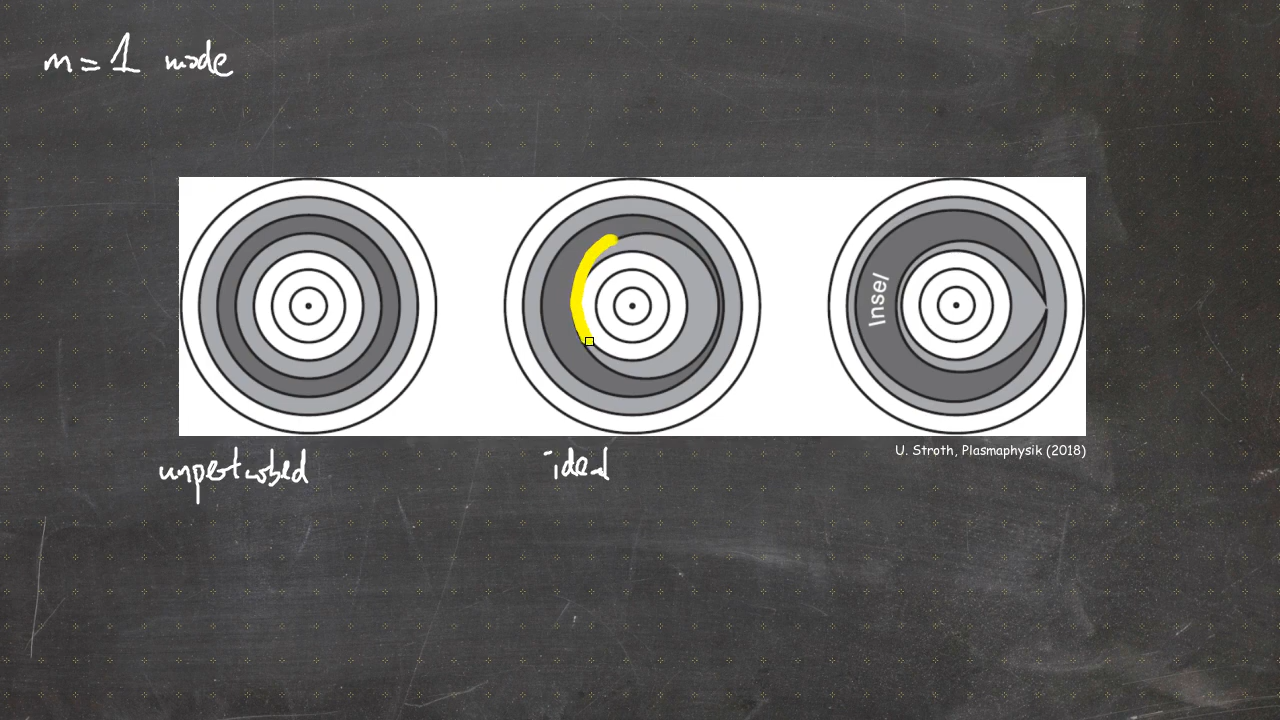 m = 1 mode
Insel
U. Stroth, Plasmaphysik (2018)
unperturbed
ideal